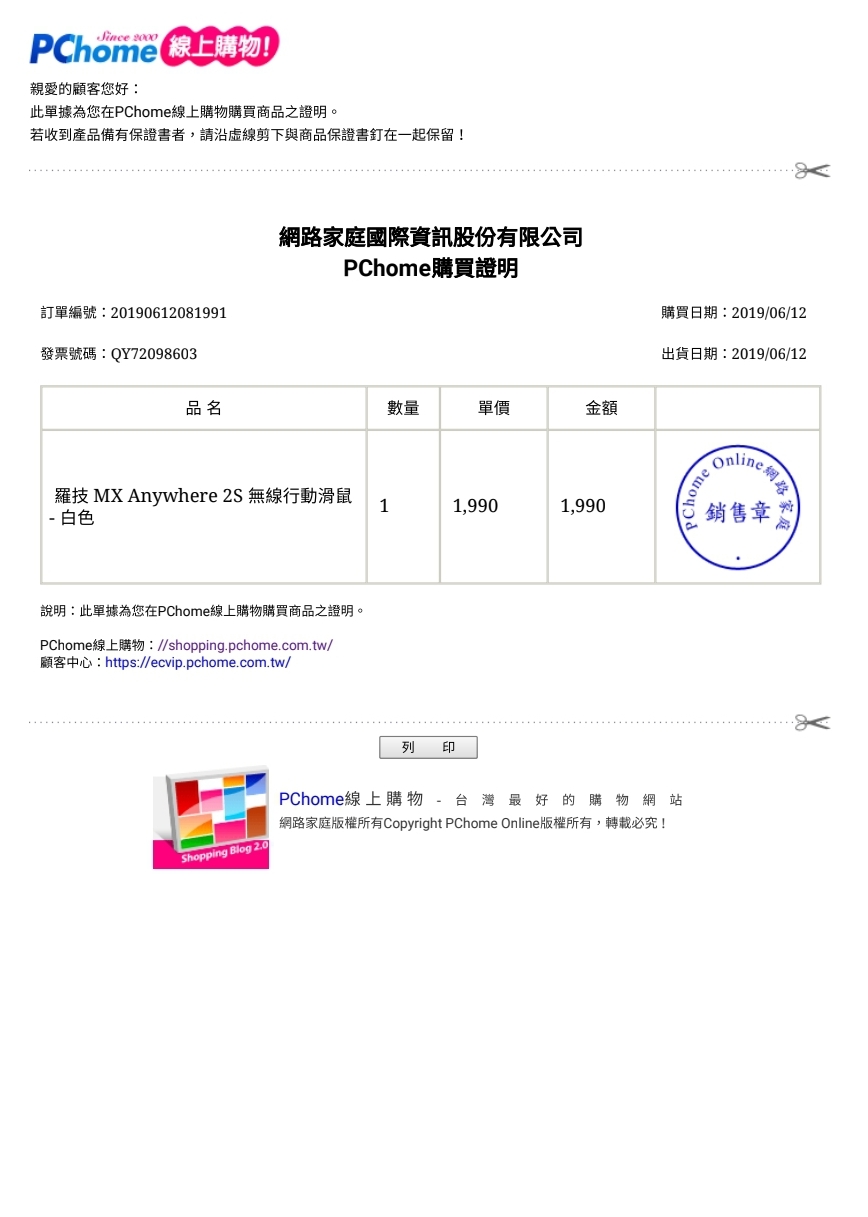 Since 2000
PChome 線上購物!
親愛的顧客您好：
此單據為您在PChome線上購物購買商品之證明。
若收到產品備有保證書者，請沿虛線剪下與商品保證書釘在一起保留！
網路家庭國際資訊股份有限公司
PChome購買證明
訂單編號：20190612081991 購買日期：2019/06/12
發票號碼：QY72098603 出貨日期：2019/06/12
品 名 數量 單價 金額
羅技 MX Anywhere 2S 無線行動滑鼠
- 白色
1 1,990 1,990
PChome Online網路家庭
銷售章
說明：此單據為您在PChome線上購物購買商品之證明。
PChome線上購物：//shopping.pchome.com.tw/
顧客中心：https://ecvip.pchome.com.tw/
列 印
Shopping Blog 2.0
PChome線上購物 - 台灣最好的購物網站
網路家庭版權所有Copyright PChome Online版權所有，轉載必究！